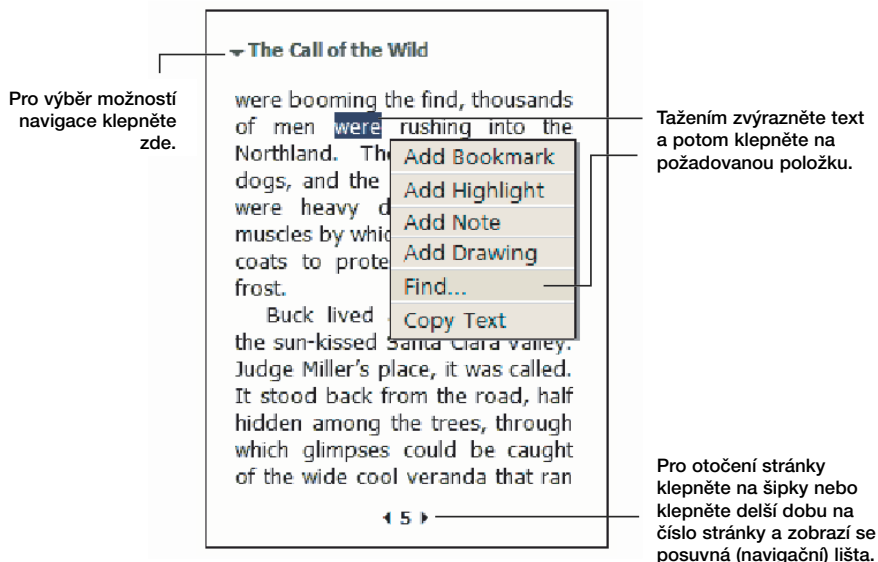 The Call of the Wild
Pro výběr možností
navigace klepněte
zde.
were booming the find, thousands
of men were rushing into the
Northland. The
dogs, and the
were heavy d
muscles by whic
coats to prote
frost.
Buck lived
the sun-kissed Santa Clara valley.
Judge Miller's place, it was called.
It stood back from the road, half
hidden among the trees, through
which glimpses could be caught
of the wide cool veranda that ran
Add Bookmark
Add Highlight
Add Note
Add Drawing
Find...
Copy Text
Tažením zvýrazněte text
a potom klepněte na
požadovanou položku.
5
Pro otočení stránky
klepněte na šipky nebo
klepněte delší dobu na
číslo stránky a zobrazí se
posuvná (navigační) lišta.